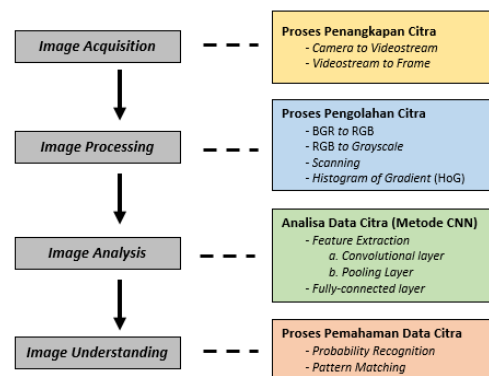 Image Acquisition
Proses Penangkapan Citra
- Camera to Videostream
- Videostream to Frame
Image Processing
Proses Pengolahan Citra
- BGR to RGB
- RGB to Grayscale
- Scanning
- Histogram of Gradient (HoG)
Image Analysis
Analisa Data Citra (Metode CNN)
- Feature Extraction
a. Convolutional layer
b. Pooling Layer
- Fully-connected layer
Image Understanding
Proses Pemahaman Data Citra
- Probability Recognition
- Pattern Matching